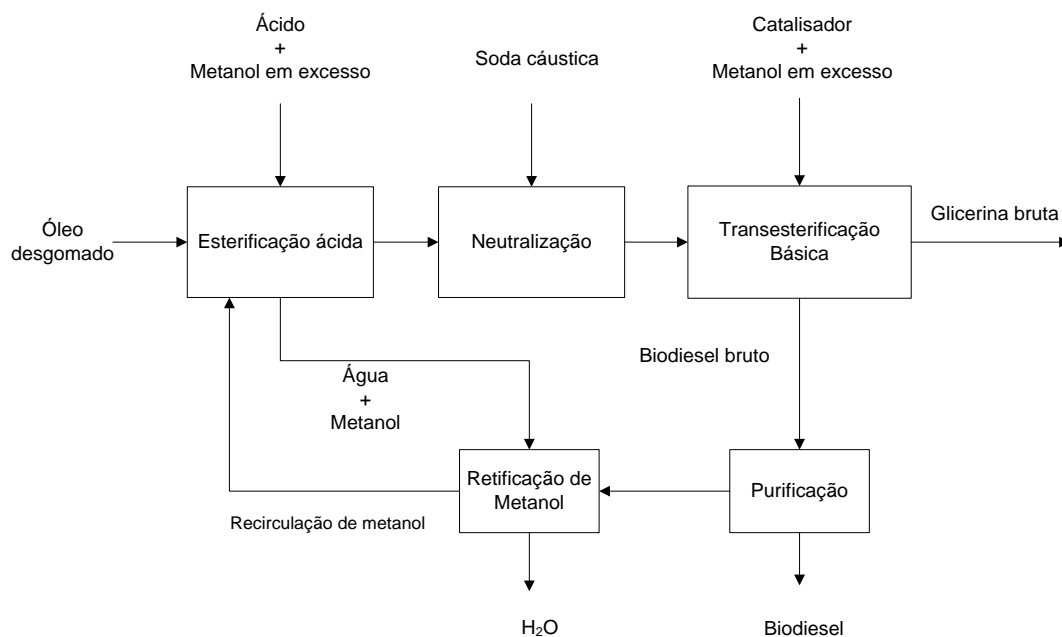 Ácido
+
Metanol em excesso
Soda cáustica
Catalisador
+
Metanol em excesso
Óleo
desgomado
Esterificação ácida
Neutralização
Transesterificação
Básica
Glicerina bruta
Biodiesel bruto
Água
+
Metanol
Retificação de
Metanol
Purificação
Recirculação de metanol
H₂O
Biodiesel